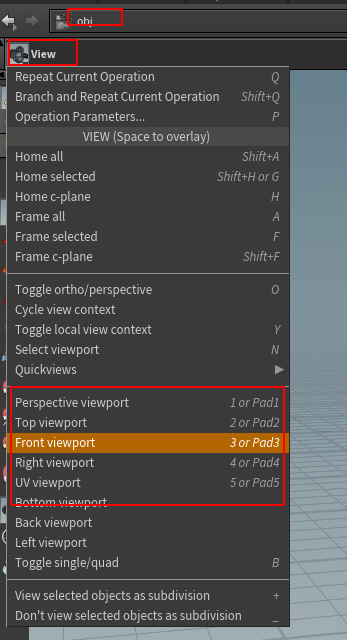 obj
View
Repeat Current Operation Q
Branch and Repeat Current Operation Shift+Q
Operation Parameters... P
VIEW (Space to overlay)
Home all Shift+A
Home selected Shift+H or G
Home c-plane H
Frame all A
Frame selected F
Frame c-plane Shift+F
Toggle ortho/perspective O
Cycle view context
Toggle local view context Y
Select viewport N
Quickviews
Perspective viewport 1 or Pad1
Top viewport 2 or Pad2
Front viewport 3 or Pad3
Right viewport 4 or Pad4
UV viewport 5 or Pad5
Bottom viewport
Back viewport
Left viewport
Toggle single/quad B
View selected objects as subdivision +
Don't view selected objects as subdivision _